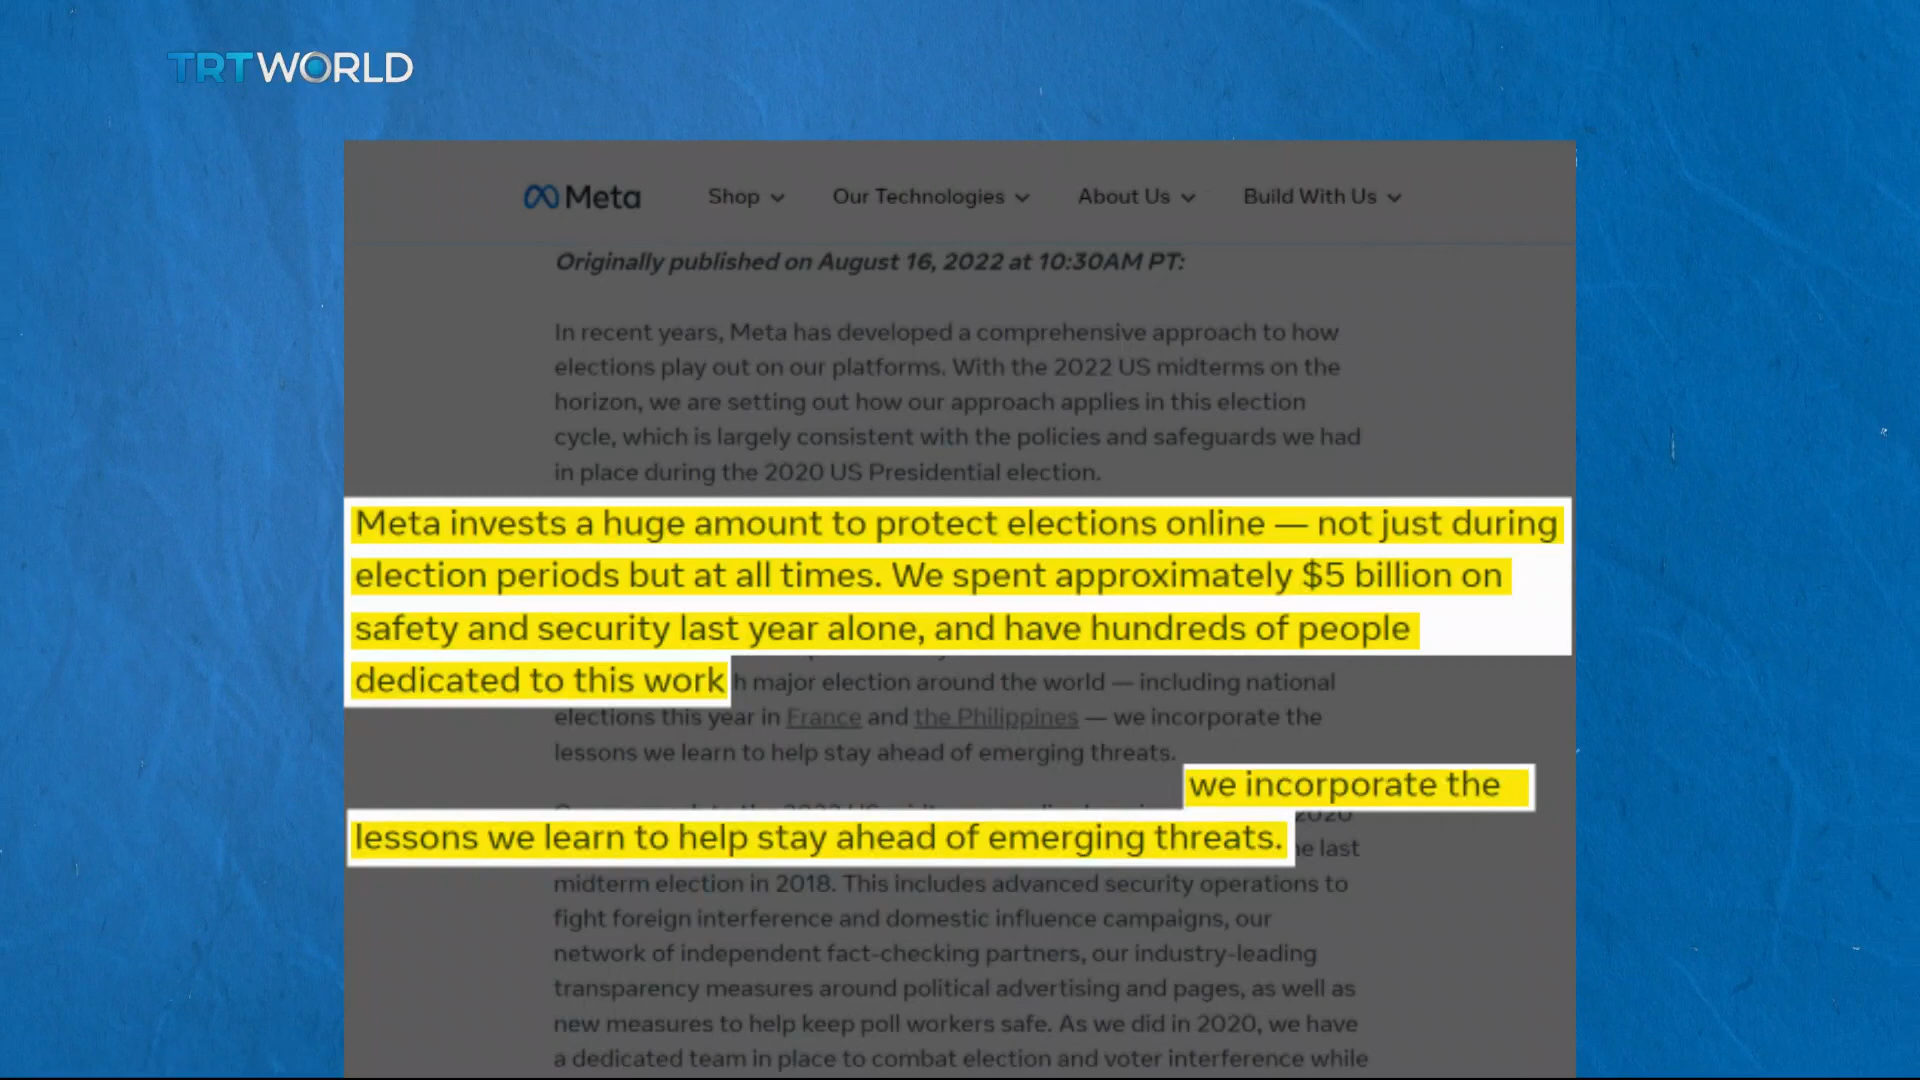 TRT WORLD
Meta Shop Our Technologies About Us Build With Us
Originally published on August 16, 2022 at 10:30AM PT:
In recent years, Meta has developed a comprehensive approach to how
elections play out on our platforms. With the 2022 US midterms on the
horizon, we are setting out how our approach applies in this election
cycle, which is largely consistent with the policies and safeguards we had
in place during the 2020 US Presidential election.
Meta invests a huge amount to protect elections online — not just during
election periods but at all times. We spent approximately $5 billion on
safety and security last year alone, and have hundreds of people
dedicated to this work
major election around the world — including national
elections this year in France and the Philippines — we incorporate the
lessons we learn to help stay ahead of emerging threats.
we incorporate the
2020
lessons we learn to help stay ahead of emerging threats.
last
midterm election in 2018. This includes advanced security operations to
fight foreign interference and domestic influence campaigns, our
network of independent fact-checking partners, our industry-leading
transparency measures around political advertising and pages, as well as
new measures to help keep poll workers safe. As we did in 2020, we have
a dedicated team in place to combat election and voter interference while